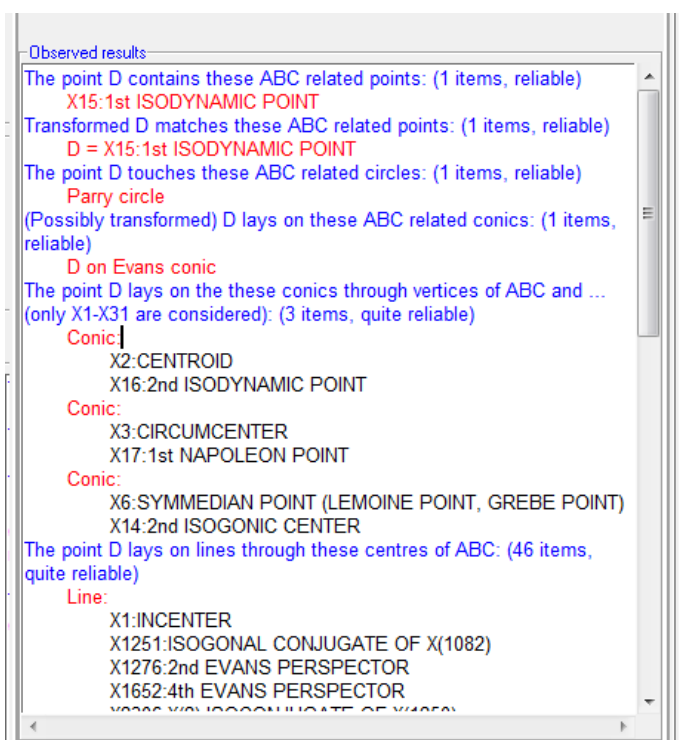 Observed results
The point D contains these ABC related points: (1 items, reliable)
X15:1st ISODYNAMIC POINT
Transformed D matches these ABC related points: (1 items, reliable)
D = X15:1st ISODYNAMIC POINT
The point D touches these ABC related circles: (1 items, reliable)
Parry circle
(Possibly transformed) D lays on these ABC related conics: (1 items,
reliable)
D on Evans conic
The point D lays on the these conics through vertices of ABC and ...
(only X1-X31 are considered): (3 items, quite reliable)
Conic:
X2:CENTROID
X16:2nd ISODYNAMIC POINT
Conic:
X3:CIRCUMCENTER
X17:1st NAPOLEON POINT
Conic:
X6:SYMMEDIAN POINT (LEMOINE POINT, GREBE POINT)
X14:2nd ISOGONIC CENTER
The point D lays on lines through these centres of ABC: (46 items,
quite reliable)
Line:
X1:INCENTER
X1251:ISOGONAL CONJUGATE OF X(1082)
X1276:2nd EVANS PERSPECTOR
X1652:4th EVANS PERSPECTOR